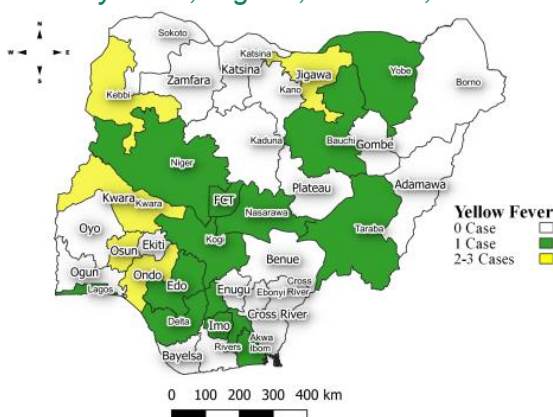 N
W E
S
Sokoto
Katsina
Zamfara
Katsina
Jigawa
Yobe
Borno
Kebbi
Kano
Kaduna
Bauchi
Gombe
Niger
Adamawa
Plateau
Kwara
Kwara
FCT
Nasarawa
Taraba
Oyo
Kogi
Osun
Ekiti
Benue
Ogun
Ondo
Edo
Lagos
Enugu
Cross
Ebonyi River
Delta
Cross River
Imo
Akwa
Ibom
Rivers
Bayelsa
Yellow Fever
0 Case
1 Case
2-3 Cases
0 100 200 300 400 km